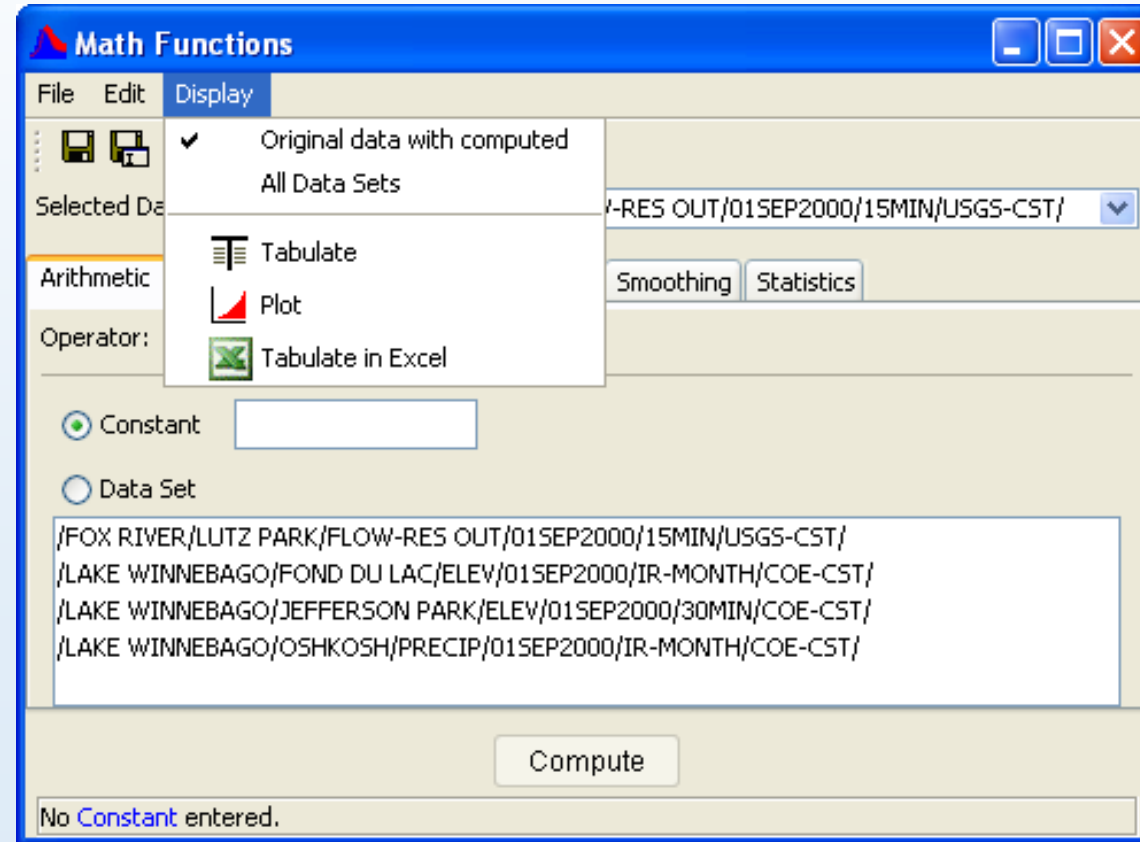 Math Functions
File Edit Display
Original data with computed
All Data Sets
Selected Da /-RES OUT/01SEP2000/15MIN/USGS-CST/
Tabulate
Arithmetic Smoothing Statistics
Plot
Operator:
Tabulate in Excel
Constant
Data Set
/FOX RIVER/LUTZ PARK/FLOW-RES OUT/01SEP2000/15MIN/USGS-CST/
/LAKE WINNEBAGO/FOND DU LAC/ELEV/01SEP2000/IR-MONTH/COE-CST/
/LAKE WINNEBAGO/JEFFERSON PARK/ELEV/01SEP2000/30MIN/COE-CST/
/LAKE WINNEBAGO/OSHKOSH/PRECIP/01SEP2000/IR-MONTH/COE-CST/
Compute
No Constant entered.